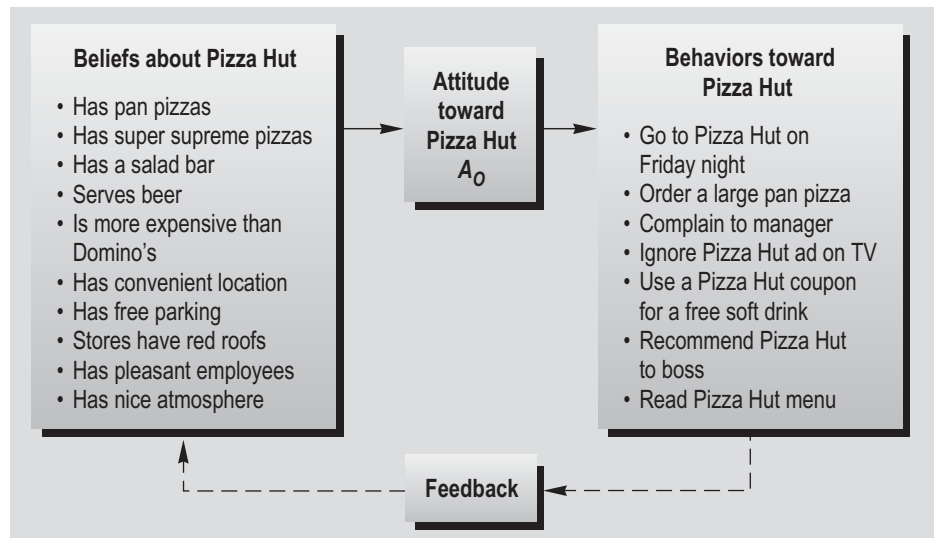 Beliefs about Pizza Hut
• Has pan pizzas
• Has super supreme pizzas
• Has a salad bar
• Serves beer
• Is more expensive than
Domino's
• Has convenient location
• Has free parking
• Stores have red roofs
• Has pleasant employees
• Has nice atmosphere
Attitude
toward
Pizza Hut
A_O
Behaviors toward
Pizza Hut
• Go to Pizza Hut on
Friday night
• Order a large pan pizza
• Complain to manager
• Ignore Pizza Hut ad on TV
• Use a Pizza Hut coupon
for a free soft drink
• Recommend Pizza Hut
to boss
• Read Pizza Hut menu
Feedback